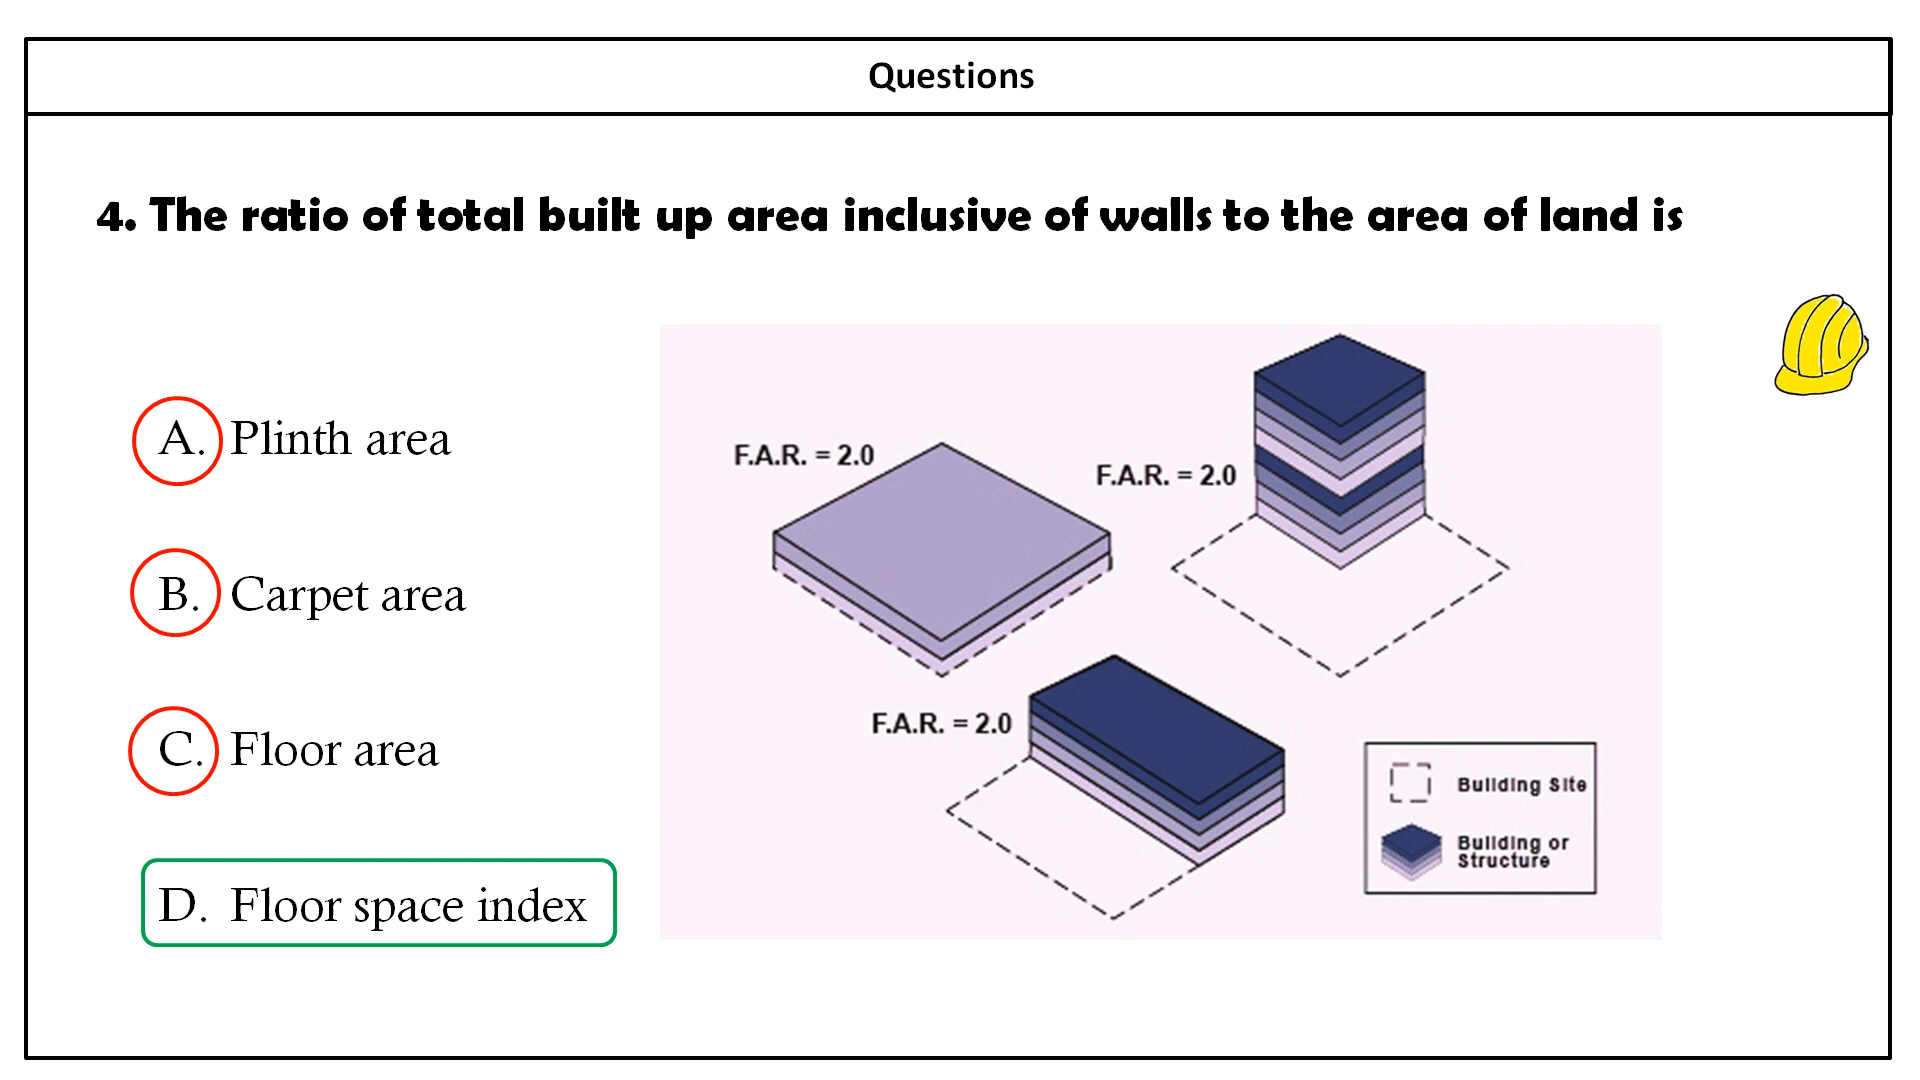 Questions
4. The ratio of total built up area inclusive of walls to the area of land is
A. Plinth area
B. Carpet area
C. Floor area
D. Floor space index
F.A.R. = 2.0
F.A.R. = 2.0
F.A.R. = 2.0
Building Site
Building or
Structure